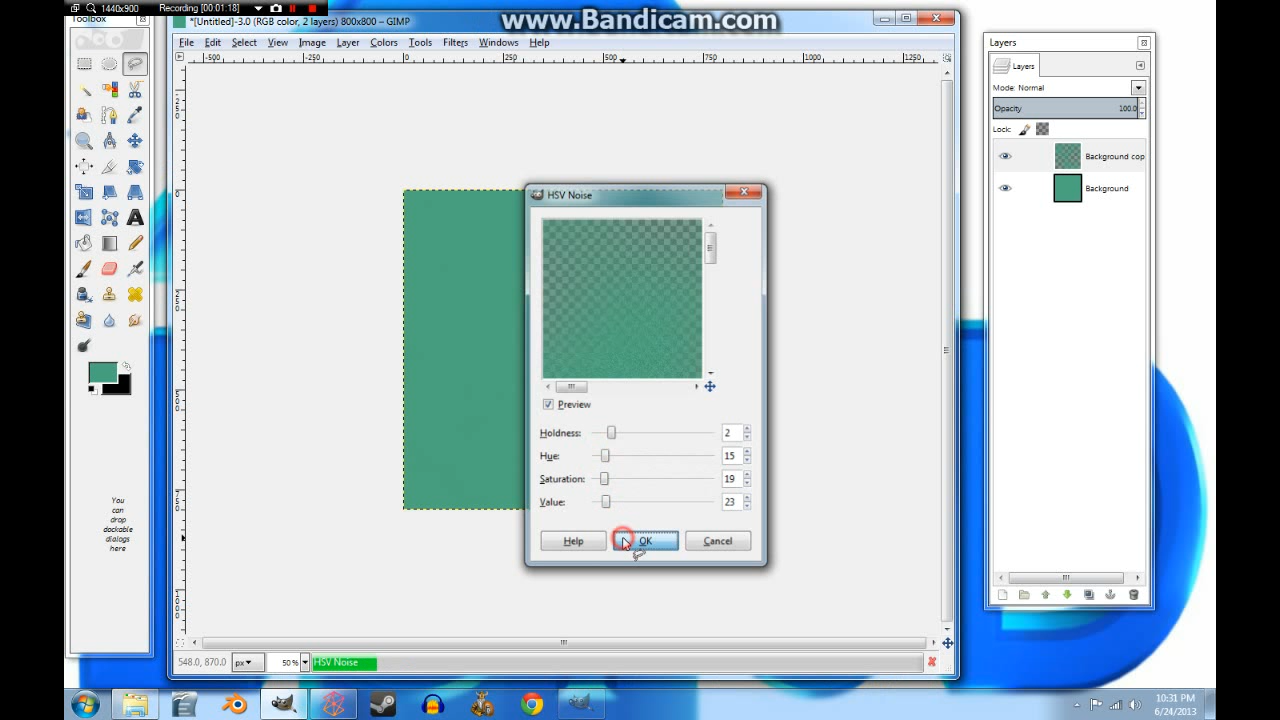 1440x900 Recording [00:01:18]
www.Bandicam.com
Toolbox
*[Untitled]-3.0 (RGB color, 2 layers) 800x800 – GIMP
File Edit Select View Image Layer Colors Tools Filters Windows Help
-500 -250 0 250 500 750 1000 1250
You
can
drop
dockable
dialogs
here
HSV Noise
Preview
Holdness: 2
Hue: 15
Saturation: 19
Value: 23
Help OK Cancel
548.0, 870.0 px 50% HSV Noise
Layers
Layers
Mode: Normal
Opacity 100.0
Lock:
Background cop
Background
10:31 PM
6/24/2013